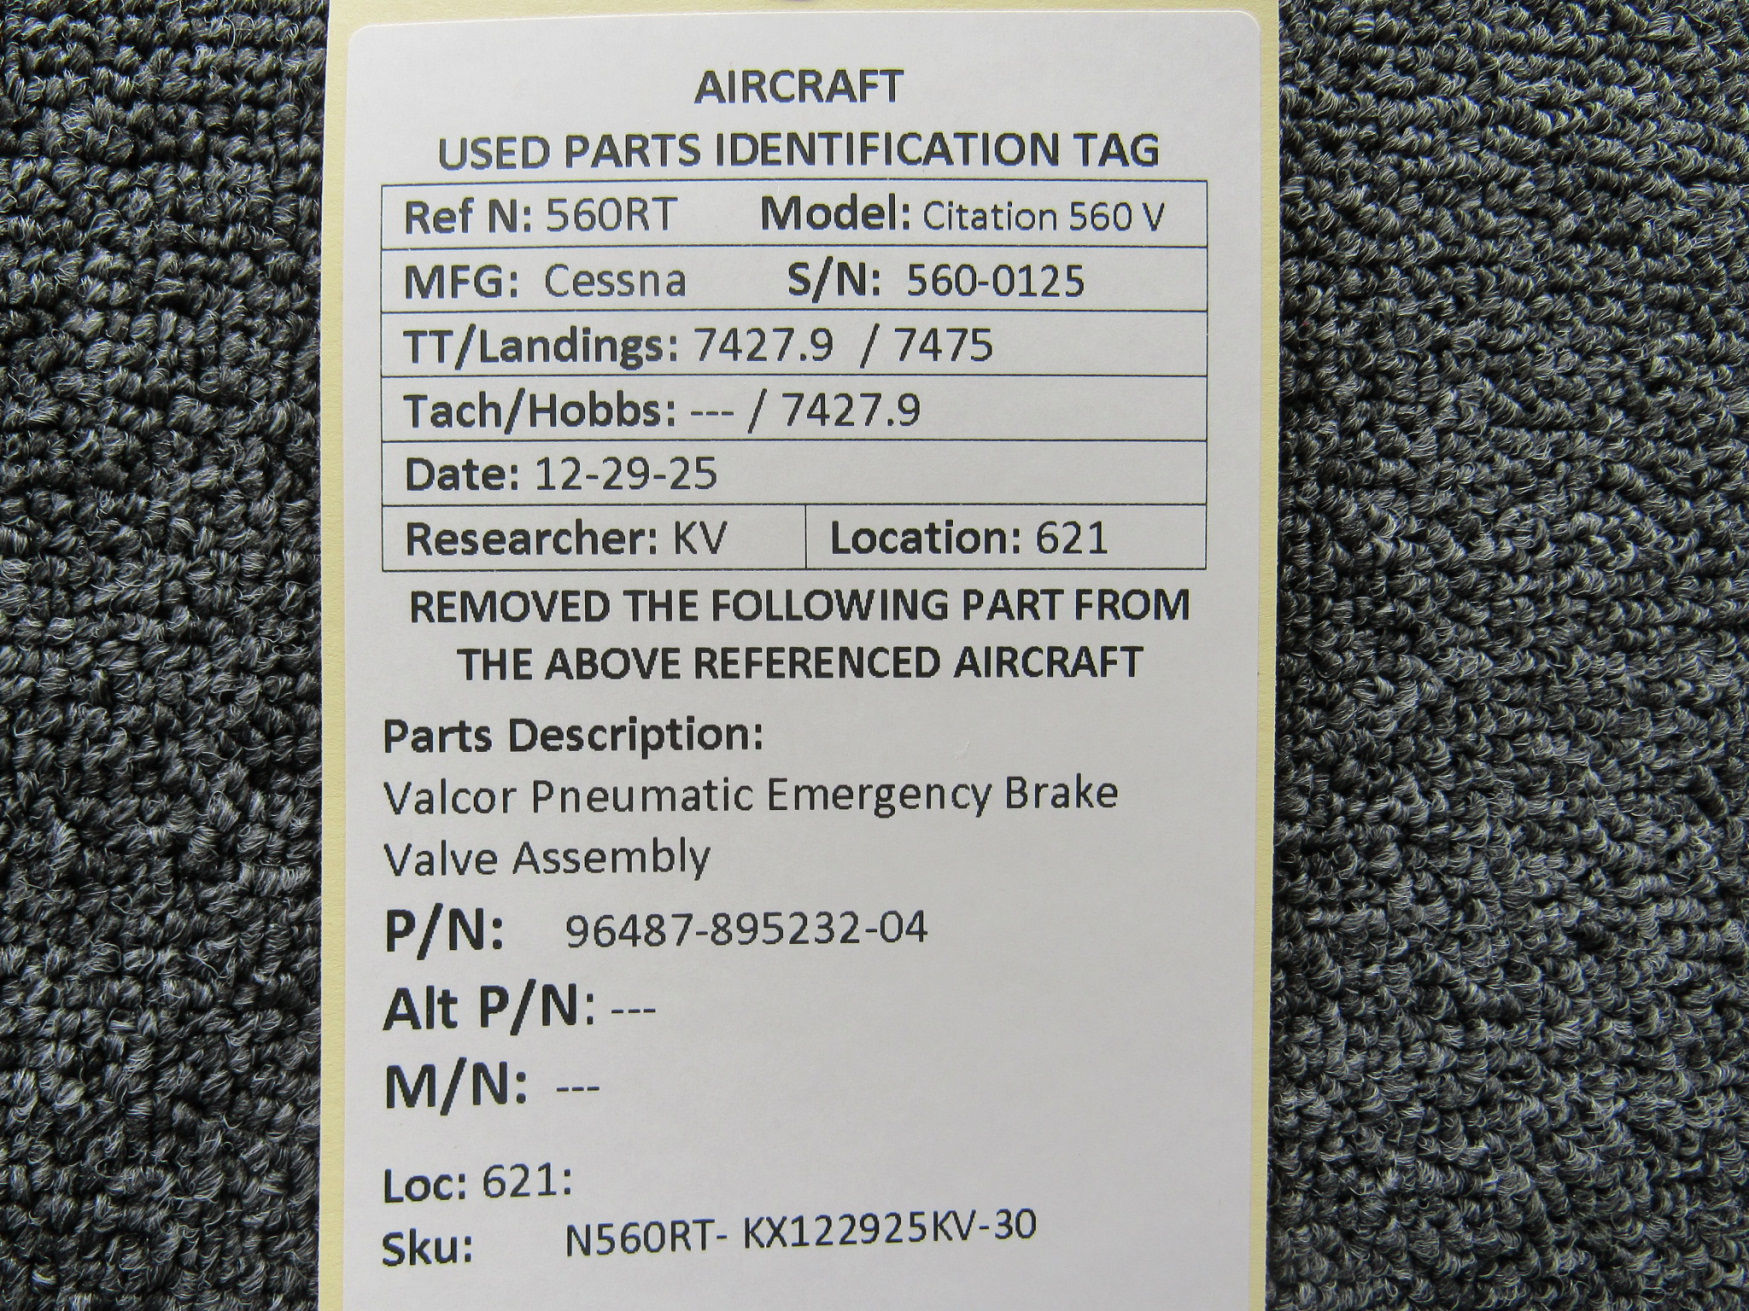 AIRCRAFT
USED PARTS IDENTIFICATION TAG
Ref N: 560RT Model: Citation 560 V
MFG: Cessna S/N: 560-0125
TT/Landings: 7427.9 / 7475
Tach/Hobbs: --- / 7427.9
Date: 12-29-25
Researcher: KV Location: 621
REMOVED THE FOLLOWING PART FROM
THE ABOVE REFERENCED AIRCRAFT
Parts Description:
Valcor Pneumatic Emergency Brake
Valve Assembly
P/N: 96487-895232-04
Alt P/N: ---
M/N: ---
Loc: 621:
Sku: N560RT- KX122925KV-30